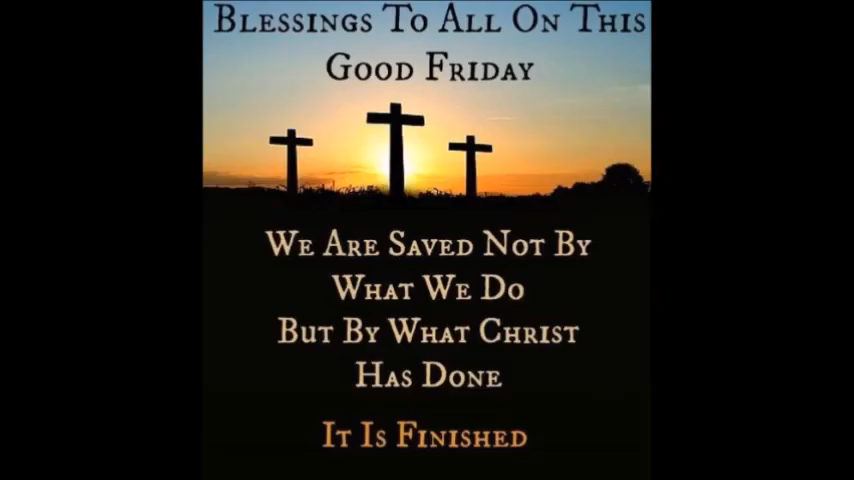 Blessings To All On This
Good Friday
We Are Saved Not By
What We Do
But By What Christ
Has Done
It Is Finished